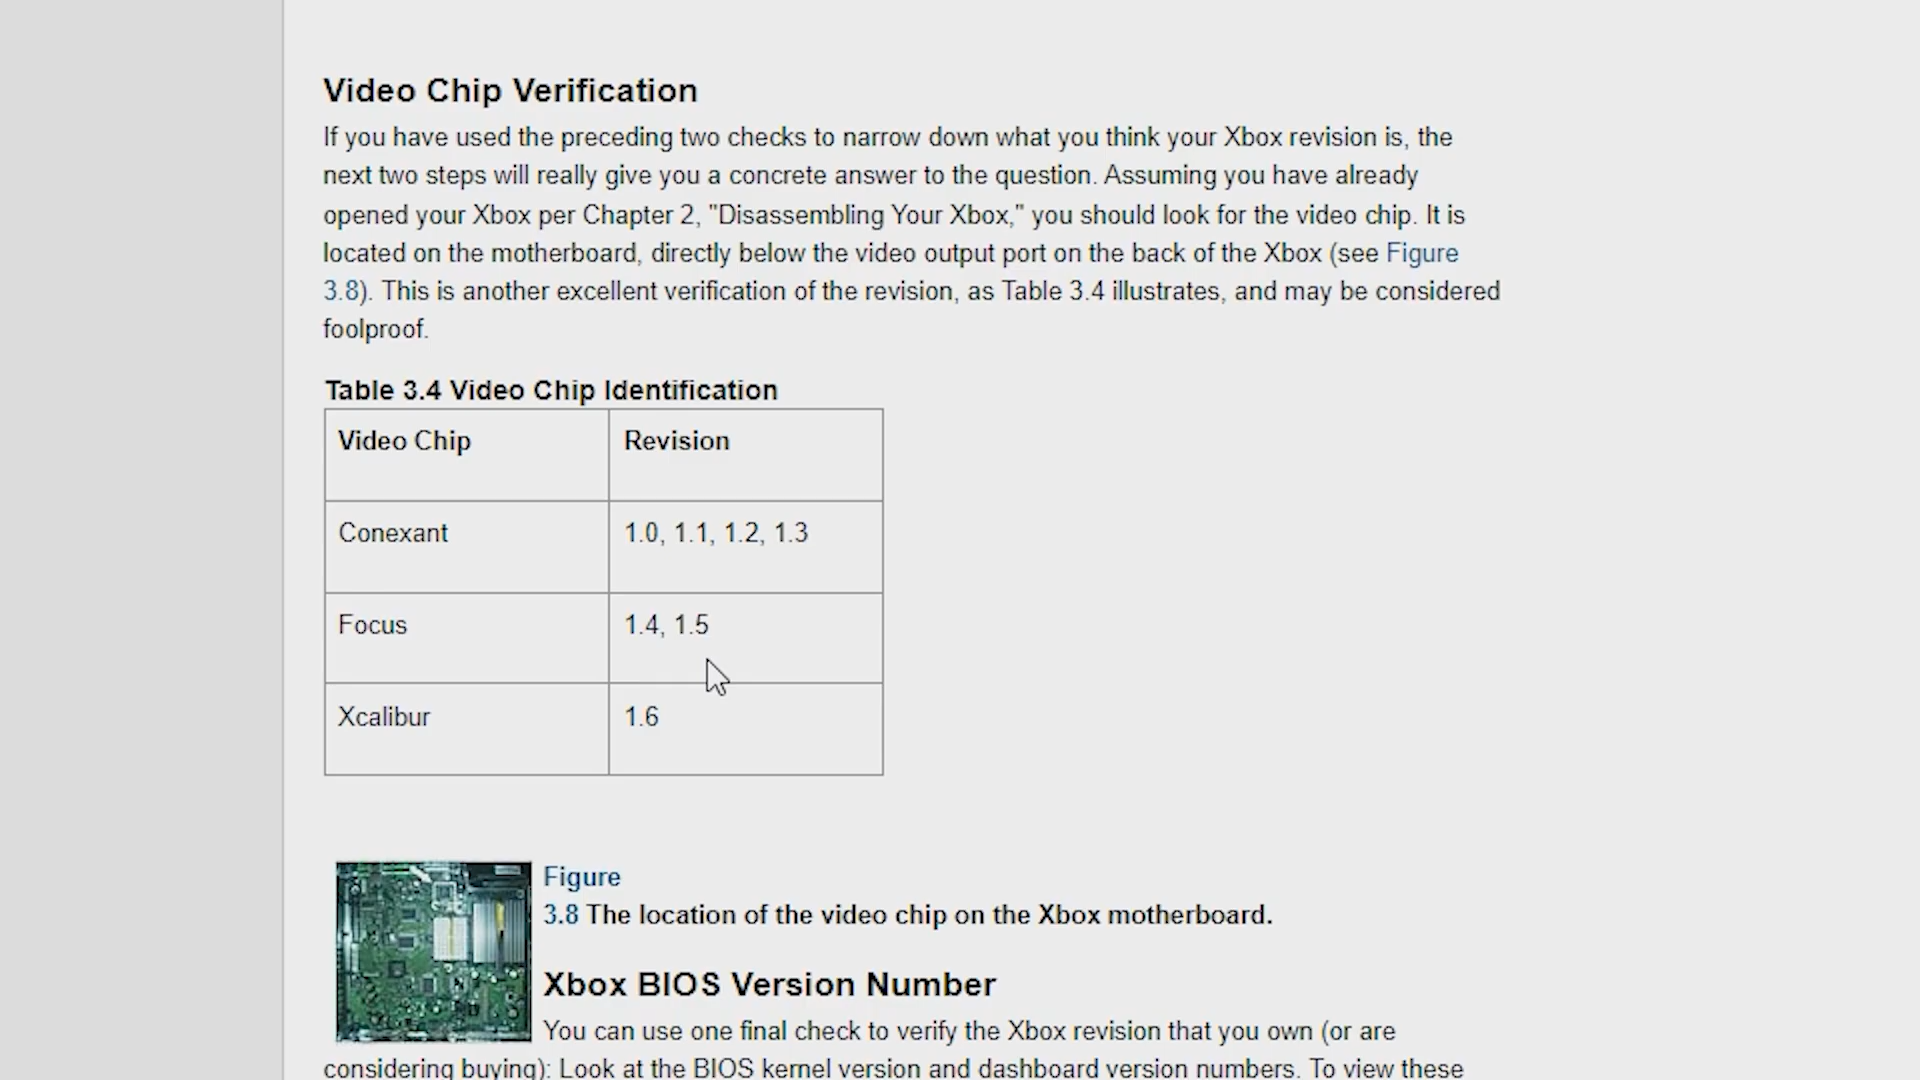 Video Chip Verification
If you have used the preceding two checks to narrow down what you think your Xbox revision is, the
next two steps will really give you a concrete answer to the question. Assuming you have already
opened your Xbox per Chapter 2, "Disassembling Your Xbox," you should look for the video chip. It is
located on the motherboard, directly below the video output port on the back of the Xbox (see Figure
3.8). This is another excellent verification of the revision, as Table 3.4 illustrates, and may be considered
foolproof.
Table 3.4 Video Chip Identification
Video Chip Revision
Conexant 1.0, 1.1, 1.2, 1.3
Focus 1.4, 1.5
Xcalibur 1.6
Figure
3.8 The location of the video chip on the Xbox motherboard.
Xbox BIOS Version Number
You can use one final check to verify the Xbox revision that you own (or are
considering buying): Look at the BIOS kernel version and dashboard version numbers. To view these